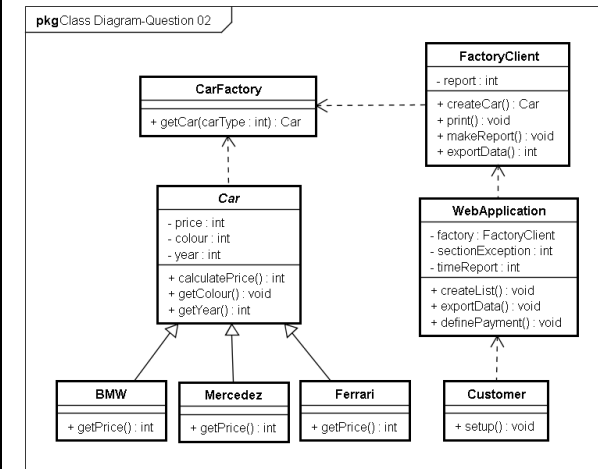 pkg Class Diagram-Question 02
FactoryClient
- report : int
+ createCar() : Car
+ print() : void
+ makeReport() : void
+ exportData() : int
CarFactory
+ getCar(carType : int) : Car
Car
- price : int
- colour : int
- year : int
+ calculatePrice() : int
+ getColour() : void
+ getYear() : int
WebApplication
- factory : FactoryClient
- sectionException : int
- timeReport : int
+ createList() : void
+ exportData() : void
+ definePayment() : void
BMW
+ getPrice() : int
Mercedez
+ getPrice() : int
Ferrari
+ getPrice() : int
Customer
+ setup() : void